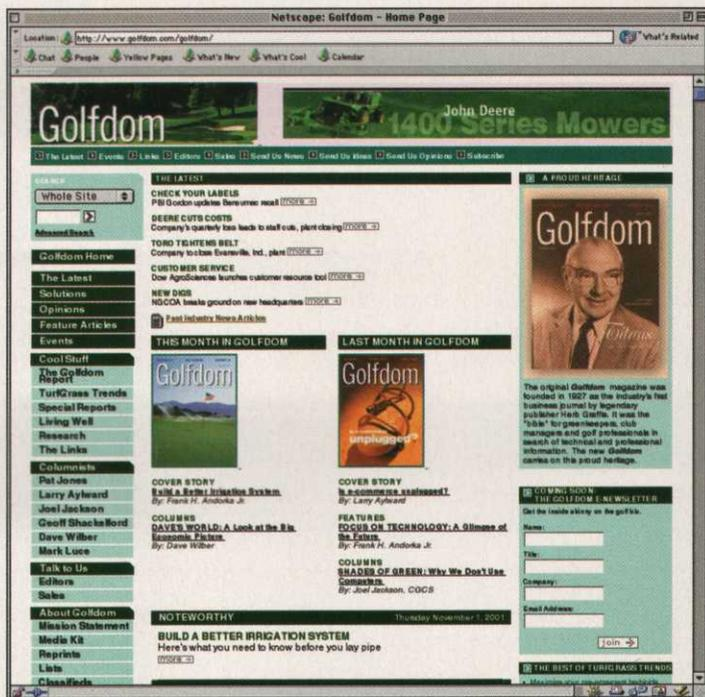 Netscape: Golfdom - Home Page
Location: http://www.golfdom.com/golfdom/
What's Related
Chat People Yellow Pages What's New What's Cool Calendar
Golfdom
John Deere
1400 Series Mowers
The Latest Events Links Editors Sales Send Us News Send Us Ideas Send Us Opinions Subscribe
SEARCH
Whole Site
Advanced Search
Golfdom Home
The Latest
Solutions
Opinions
Feature Articles
Events
Cool Stuff
The Golfdom
Report
TurfGrass Trends
Special Reports
Living Well
Research
The Links
Columnists
Pat Jones
Larry Aylward
Joel Jackson
Geoff Shackelford
Dave Wilber
Mark Luce
Talk to Us
Editors
Sales
About Golfdom
Mission Statement
Media Kit
Reprints
Lists
Classifieds
THE LATEST
CHECK YOUR LABELS
PBI Gordon updates Bensumec recall more
DEERE CUTS COSTS
Company's quarterly loss leads to staff cuts, plant closing more
TORO TIGHTENS BELT
Company to close Evansville, Ind., plant more
CUSTOMER SERVICE
Dow AgroSciences launches customer resource tool more
NEW DIGS
NGCOA breaks ground on new headquarters more
Past Industry News Articles
THIS MONTH IN GOLFDOM
Golfdom
COVER STORY
Build a Better Irrigation System
By: Frank H. Andorka Jr.
COLUMNS
DAVE'S WORLD: A Look at the Big
Economic Picture
By: Dave Wilber
LAST MONTH IN GOLFDOM
Golfdom
unplugged?
COVER STORY
Is e-commerce unplugged?
By: Larry Aylward
FEATURES
FOCUS ON TECHNOLOGY: A Glimpse of
the Future
By: Frank H. Andorka Jr.
COLUMNS
SHADES OF GREEN: Why We Don't Use
Computers
By: Joel Jackson, CGCS
NOTEWORTHY Thursday November 1, 2001
BUILD A BETTER IRRIGATION SYSTEM
Here's what you need to know before you lay pipe
more
A PROUD HERITAGE
Golfdom
The original Golfdom magazine was
founded in 1927 as the industry's first
business journal by legendary
publisher Herb Graffis. It was the
"bible" for greenkeepers, club
managers and golf professionals in
search of technical and professional
information. The new Golfdom
carries on this proud heritage.
COMING SOON:
THE GOLFDOM E-NEWSLETTER
Get the inside skinny on the golf biz.
Name:
Title:
Company:
Email Address:
join
THE BEST OF TURFGRASS TRENDS